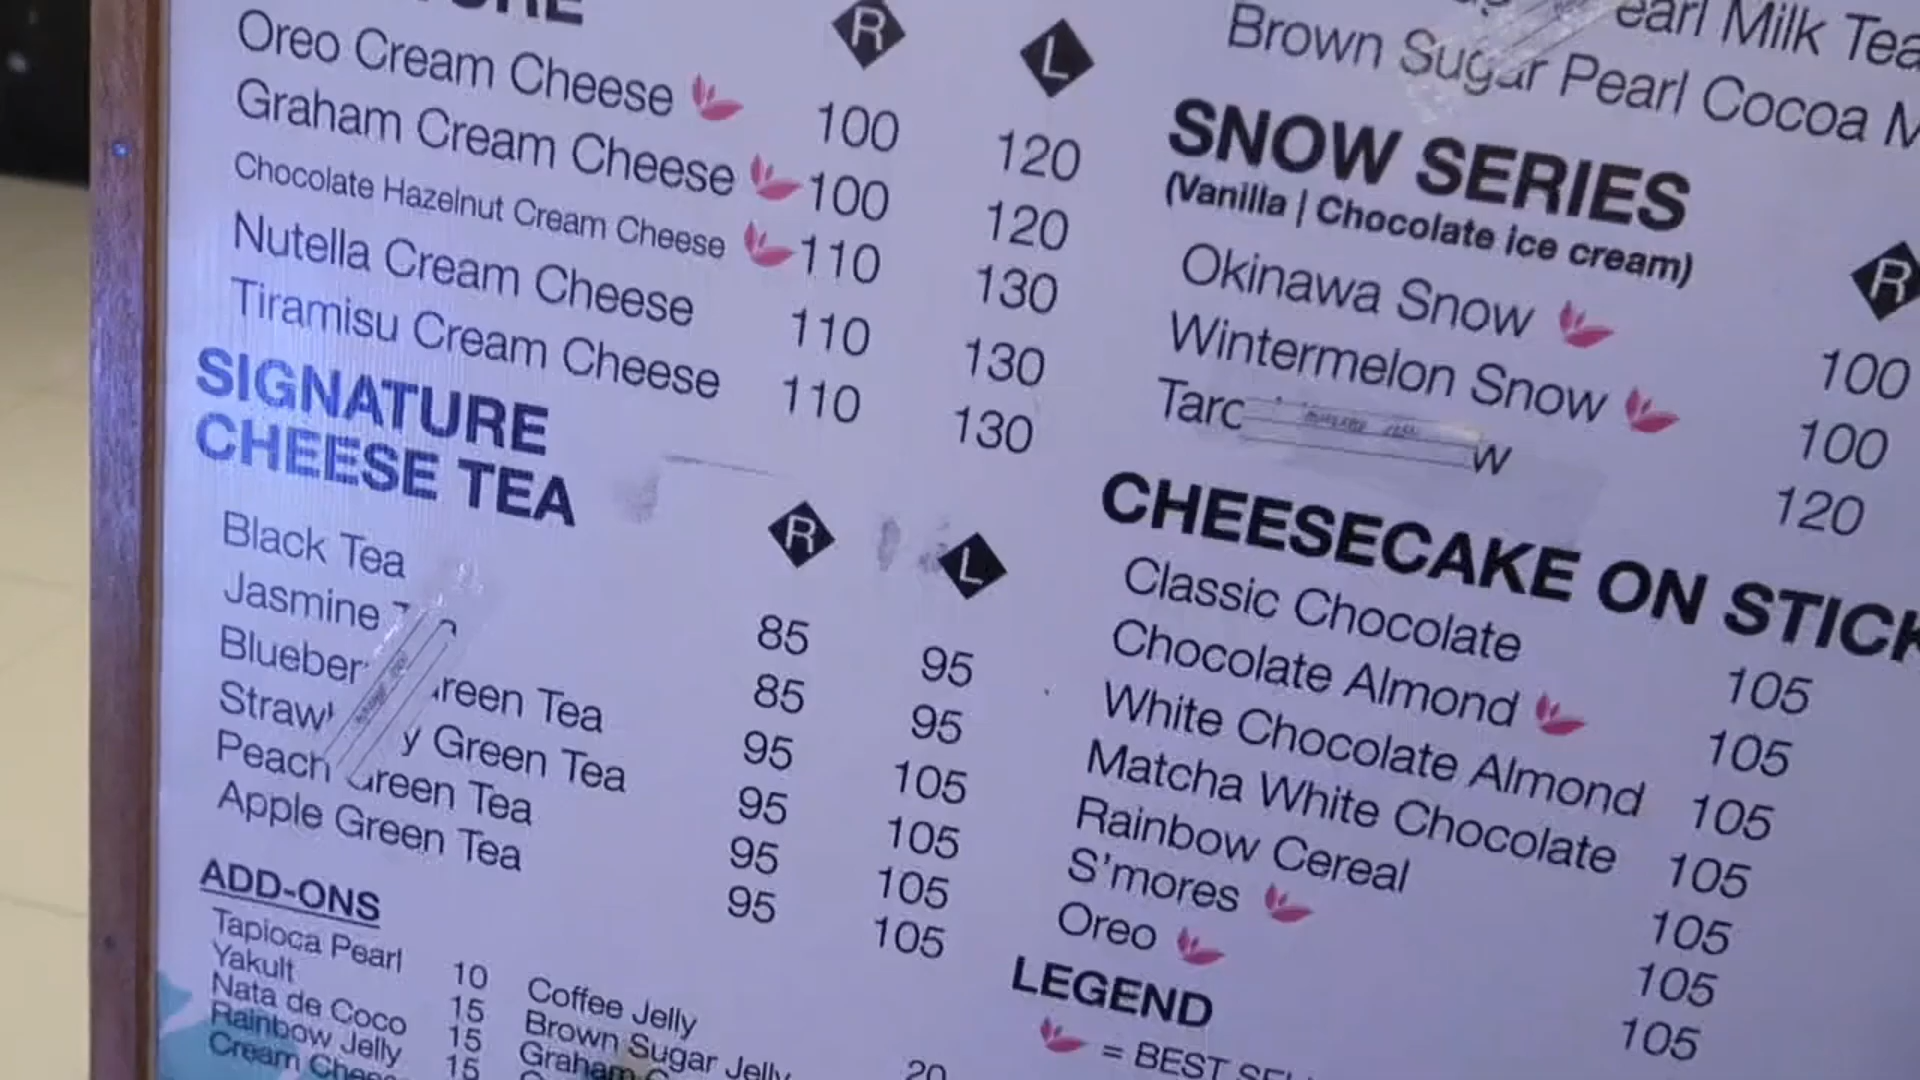 R L
Oreo Cream Cheese 100 120
Graham Cream Cheese 100 120
Chocolate Hazelnut Cream Cheese 110 130
Nutella Cream Cheese 110 130
Tiramisu Cream Cheese 110 130
SIGNATURE
CHEESE TEA
R L
Black Tea 85 95
Jasmine 85 95
Green Tea 95 105
Green Tea 95 105
Peach Green Tea 95 105
Apple Green Tea 95 105
ADD-ONS
Tapioca Pearl 10
Yakult 15
Nata de Coco 15
Rainbow Jelly 15
Cream
Coffee Jelly
Brown Sugar Jelly 20
Graham
Milk Tea
Brown Sugar Pearl Cocoa
SNOW SERIES
(Vanilla | Chocolate ice cream)
R
Okinawa Snow 100
Wintermelon Snow 100
120
CHEESECAKE ON STICK
Classic Chocolate 105
Chocolate Almond 105
White Chocolate Almond 105
Matcha White Chocolate 105
Rainbow Cereal 105
S'mores 105
Oreo 105
LEGEND
= BEST